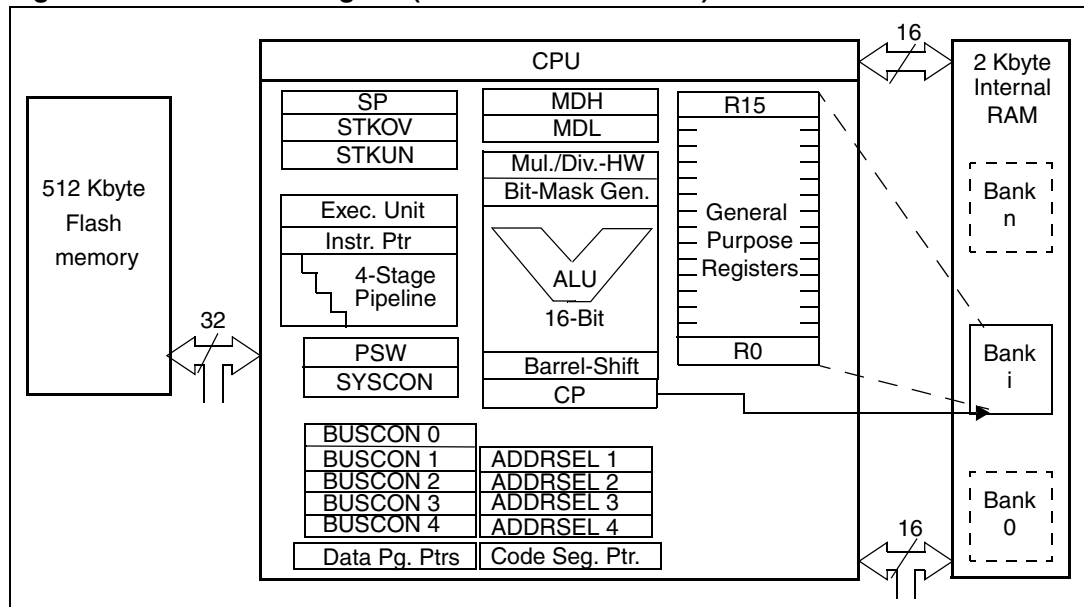 CPU
16
2 Kbyte
Internal
RAM
512 Kbyte
Flash
memory
32
SP
STKOV
STKUN
Exec. Unit
Instr. Ptr
4-Stage
Pipeline
PSW
SYSCON
MDH
MDL
Mul./Div.-HW
Bit-Mask Gen.
ALU
16-Bit
Barrel-Shift
CP
R15
General
Purpose
Registers
R0
Bank
n
Bank
i
Bank
0
BUSCON 0
BUSCON 1
BUSCON 2
BUSCON 3
BUSCON 4
ADDRSEL 1
ADDRSEL 2
ADDRSEL 3
ADDRSEL 4
Data Pg. Ptrs
Code Seg. Ptr.
16